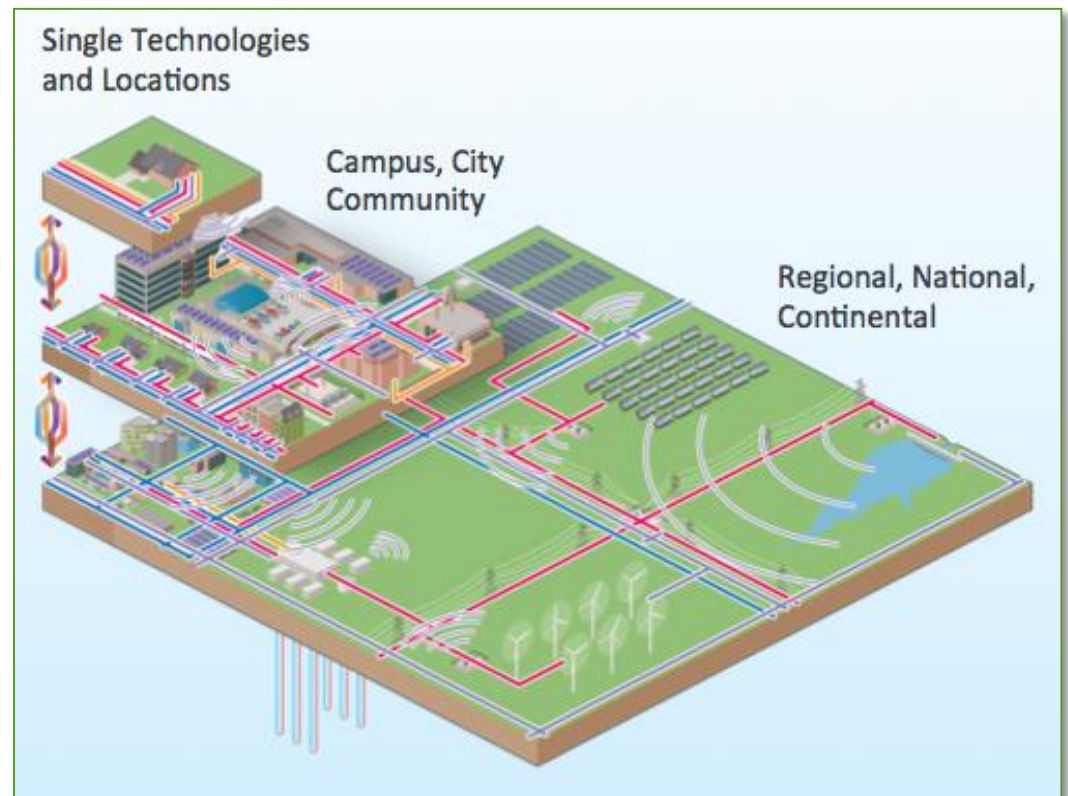 Single Technologies
and Locations
Campus, City
Community
Regional, National,
Continental